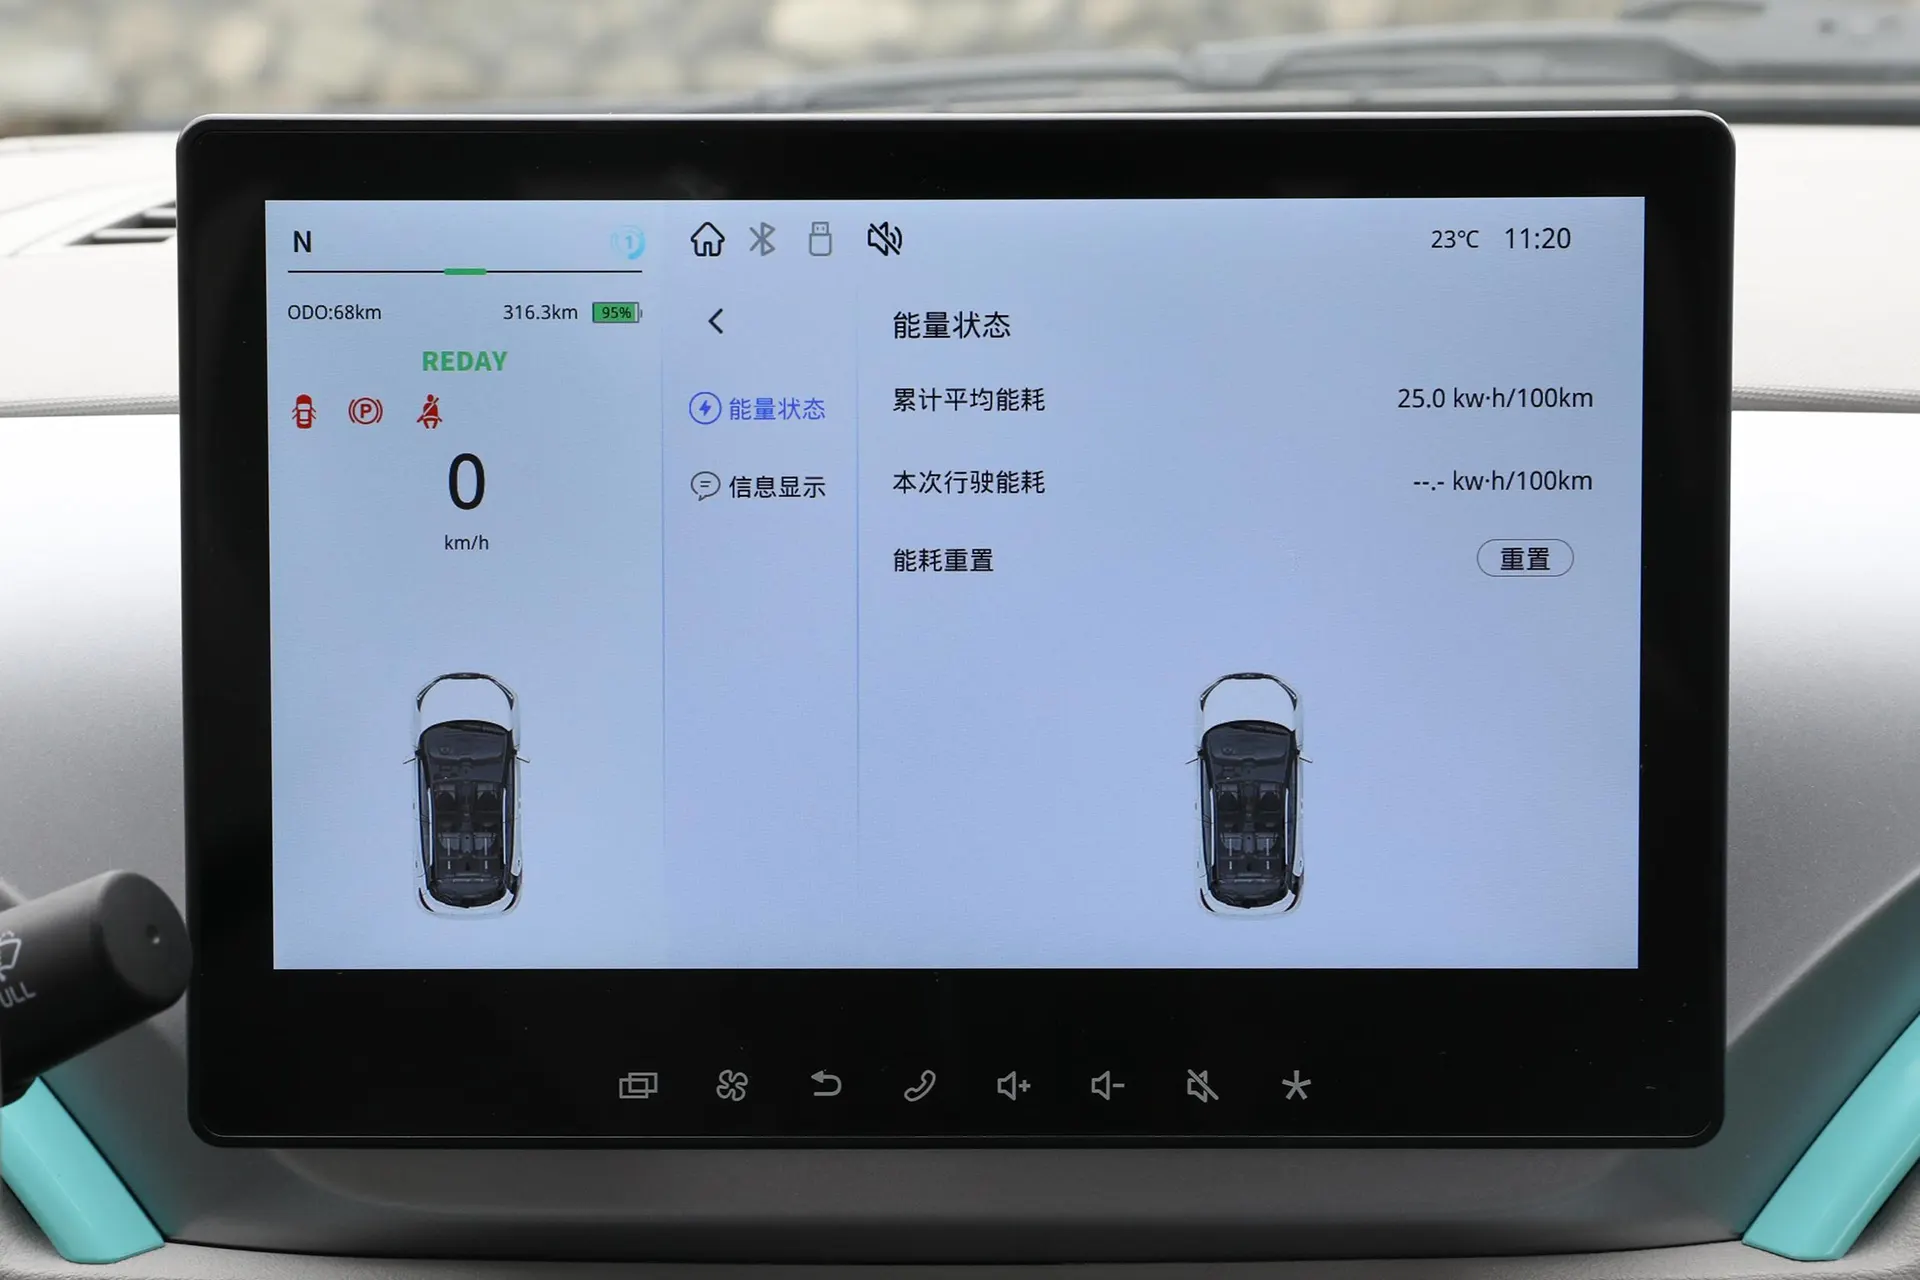 N
1
23℃ 11:20
ODO:68km 316.3km 95%
REDAY
P
0
km/h
能量状态
信息显示
能量状态
累计平均能耗 25.0 kw·h/100km
本次行驶能耗 --.- kw·h/100km
能耗重置 重置
ULL